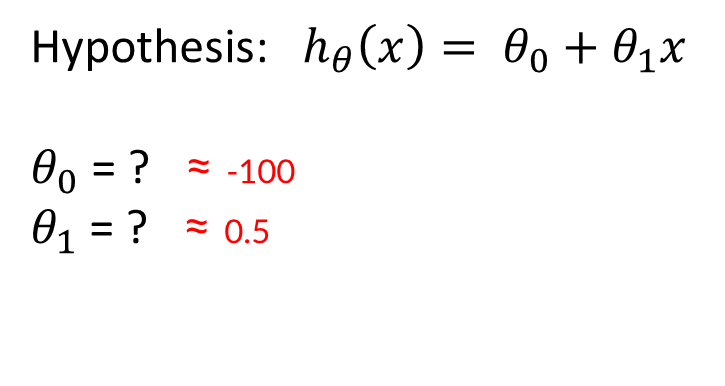 Hypothesis: ℎ𝜃(𝑥) = 𝜃0 + 𝜃1𝑥
𝜃0 = ? ≈ -100
𝜃1 = ? ≈ 0.5